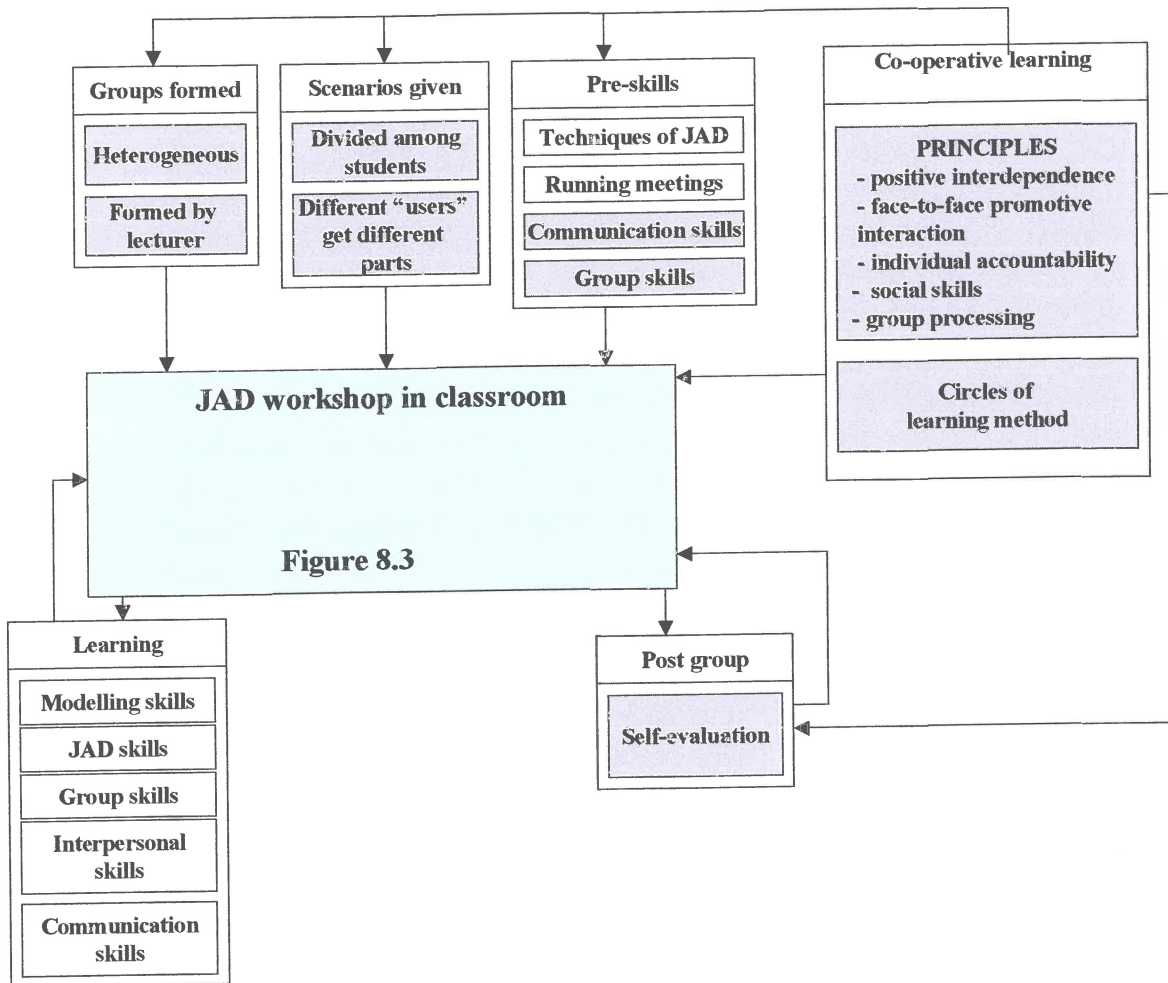 Groups formed
Heterogeneous
Formed by
lecturer
Scenarios given
Divided among
students
Different “users”
get different
parts
Pre-skills
Techniques of JAD
Running meetings
Communication skills
Group skills
Co-operative learning
PRINCIPLES
- positive interdependence
- face-to-face promotive
interaction
- individual accountability
- social skills
- group processing
Circles of
learning method
JAD workshop in classroom
Figure 8.3
Learning
Modelling skills
JAD skills
Group skills
Interpersonal
skills
Communication
skills
Post group
Self-evaluation